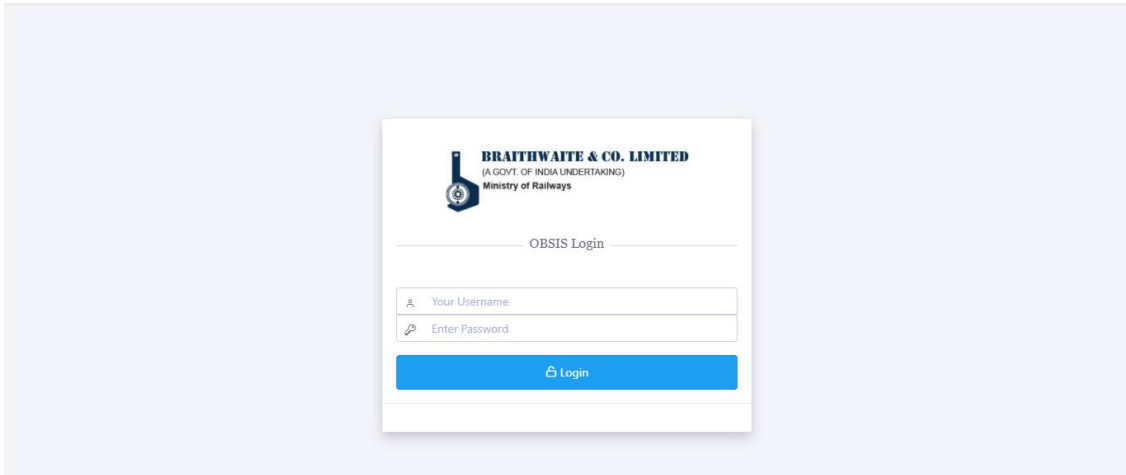 BRAITHWAITE & CO. LIMITED
(A GOVT. OF INDIA UNDERTAKING)
Ministry of Railways
OBSIS Login
Your Username
Enter Password
Login